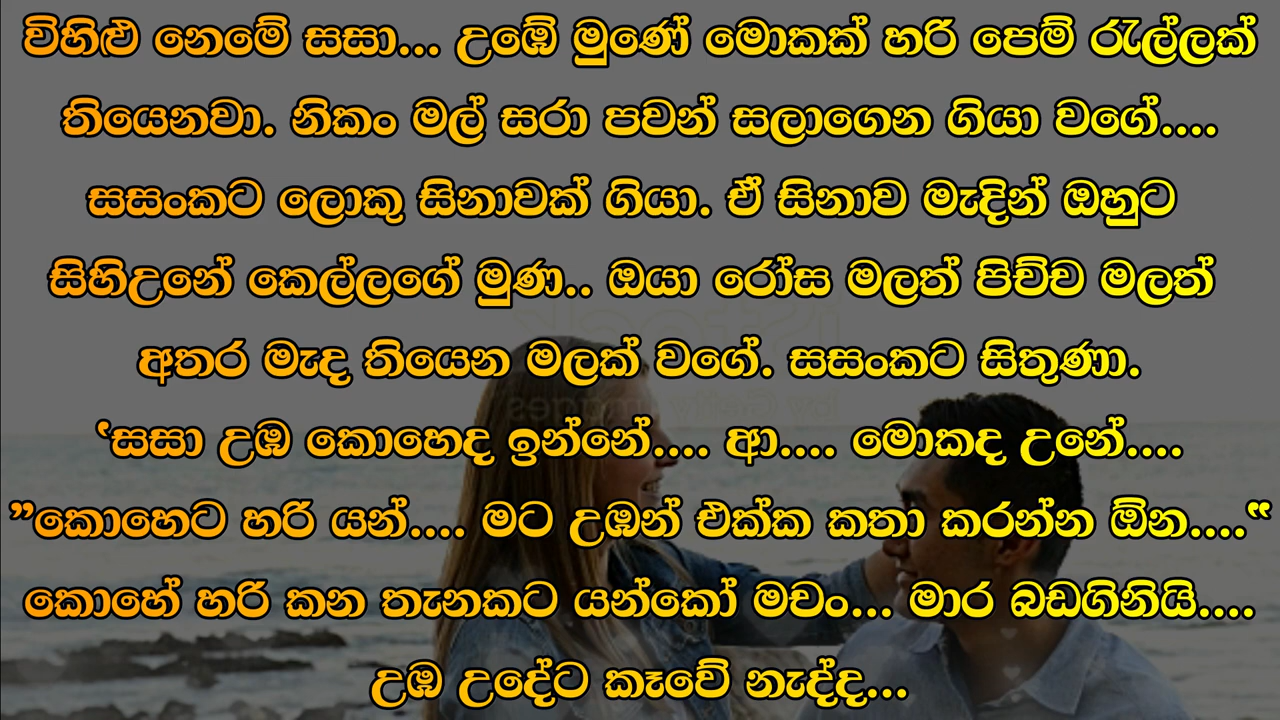 විහිළු නෙමේ සසා... උඹේ මුණේ මොකක් හරි පෙම් රැල්ලක්
තියෙනවා. නිකං මල් සරා පවන් සලාගෙන ගියා වගේ....
සසංකට ලොකු සිනාවක් ගියා. ඒ සිනාව මැදින් ඔහුට
සිහිඋනේ කෙල්ලගේ මුණ.. ඔයා රෝස මලත් පිච්ච මලත්
අතර මැද තියෙන මලක් වගේ. සසංකට සිතුණා.
‛සසා උඹ කොහෙද ඉන්නේ.... ආ.... මොකද උනේ....
”කොහෙට හරි යන්.... මට උඹන් එක්ක කතා කරන්න ඕන....‟
කොහේ හරි කන තැනකට යන්කෝ මචං... මාර බඩගිනියි....
උඹ උදේට කෑවේ නැද්ද...